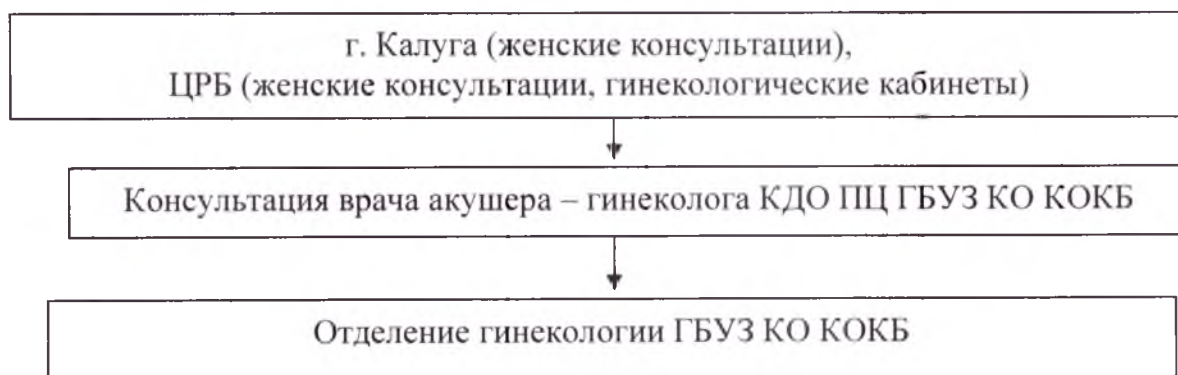 г. Калуга (женские консультации),
ЦРБ (женские консультации, гинекологические кабинеты)
Консультация врача акушера – гинеколога КДО ПЦ ГБУЗ КО КОКБ
Отделение гинекологии ГБУЗ КО КОКБ